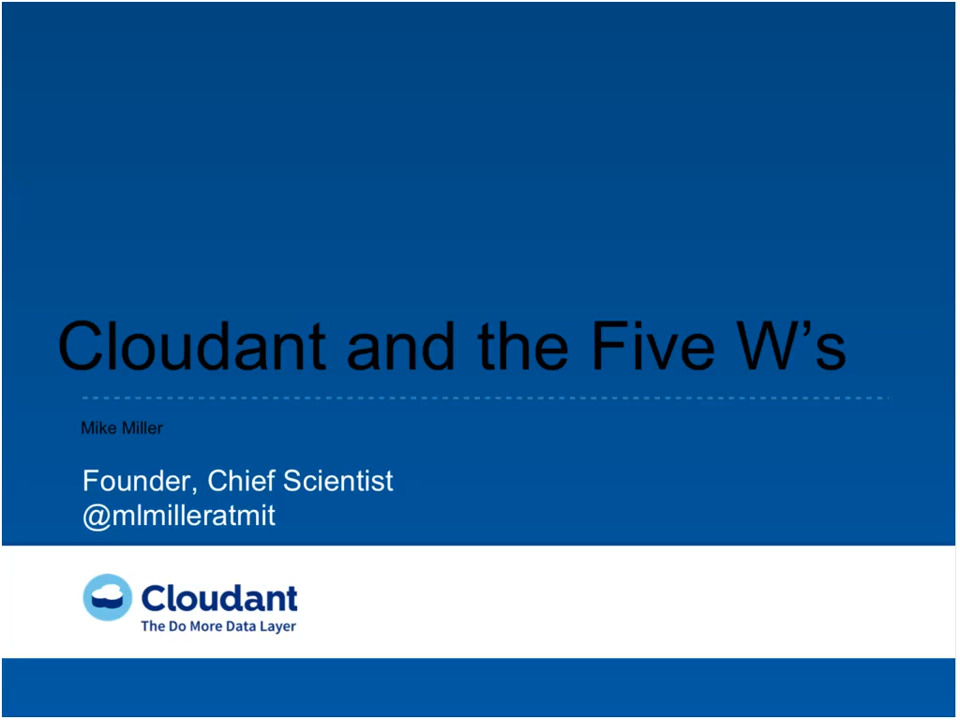 Cloudant and the Five W’s
Mike Miller
Founder, Chief Scientist
@mlmilleratmit
Cloudant
The Do More Data Layer